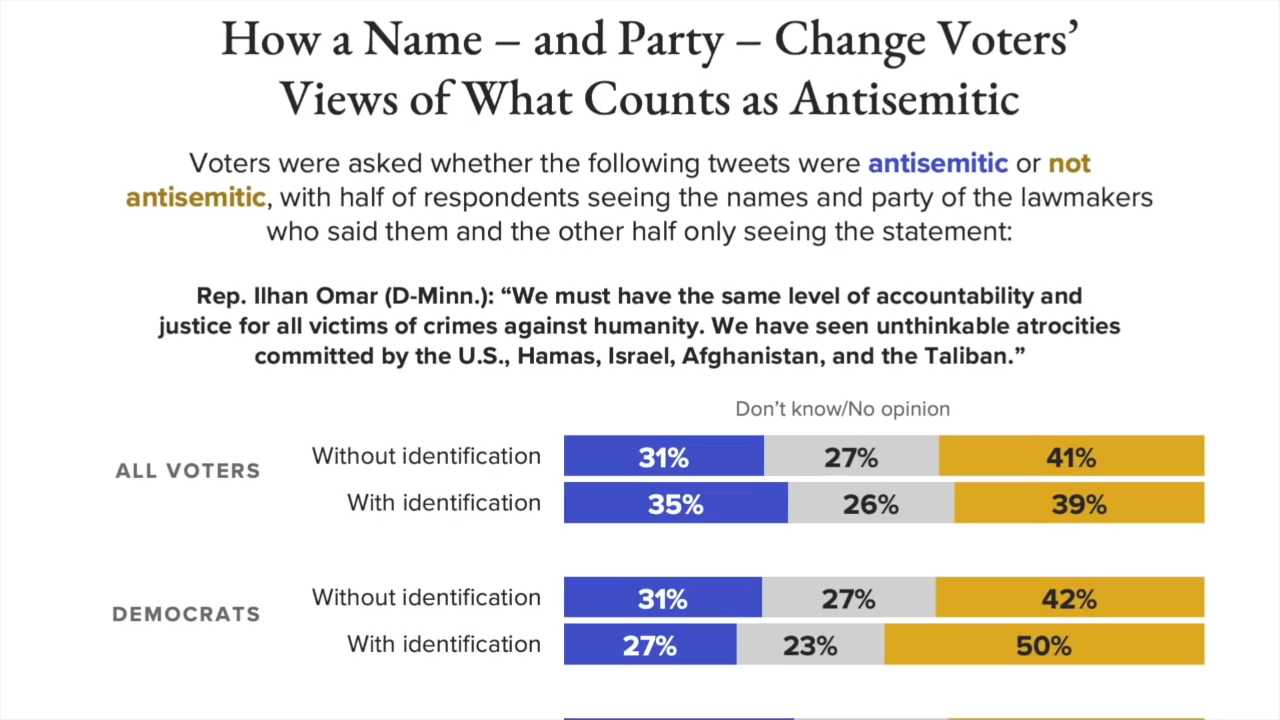 How a Name – and Party – Change Voters’
Views of What Counts as Antisemitic
Voters were asked whether the following tweets were antisemitic or not
antisemitic, with half of respondents seeing the names and party of the lawmakers
who said them and the other half only seeing the statement:
Rep. Ilhan Omar (D-Minn.): “We must have the same level of accountability and
justice for all victims of crimes against humanity. We have seen unthinkable atrocities
committed by the U.S., Hamas, Israel, Afghanistan, and the Taliban.”
Don’t know/No opinion
ALL VOTERS
Without identification 31% 27% 41%
With identification 35% 26% 39%
DEMOCRATS
Without identification 31% 27% 42%
With identification 27% 23% 50%